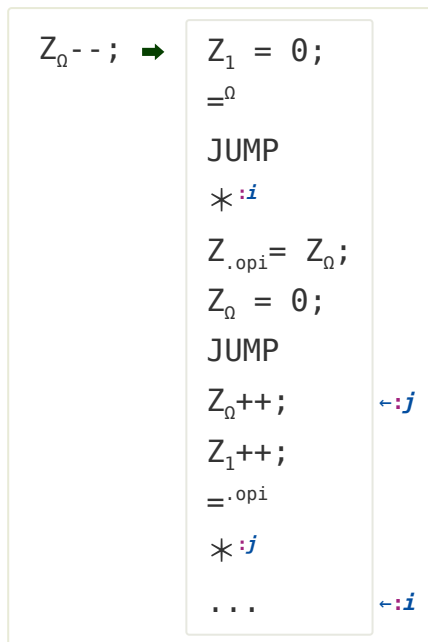 Z_Ω--; ➡ Z_1 = 0;
=^Ω
JUMP
*^:i
Z_.opi= Z_Ω;
Z_Ω = 0;
JUMP
Z_Ω++; ←:j
Z_1++;
=^.opi
*^:j
... ←:i